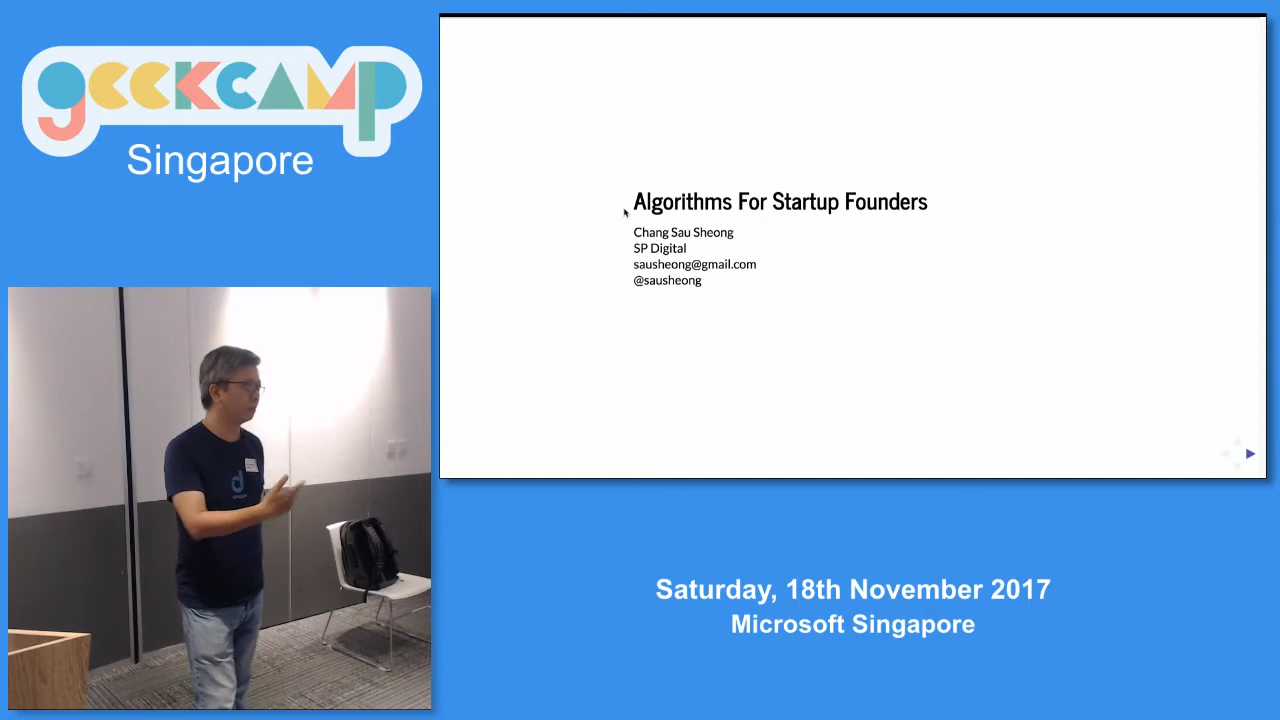 geekcamp
Singapore
Algorithms For Startup Founders
Chang Sau Sheong
SP Digital
sausheong@gmail.com
@sausheong
Saturday, 18th November 2017
Microsoft Singapore